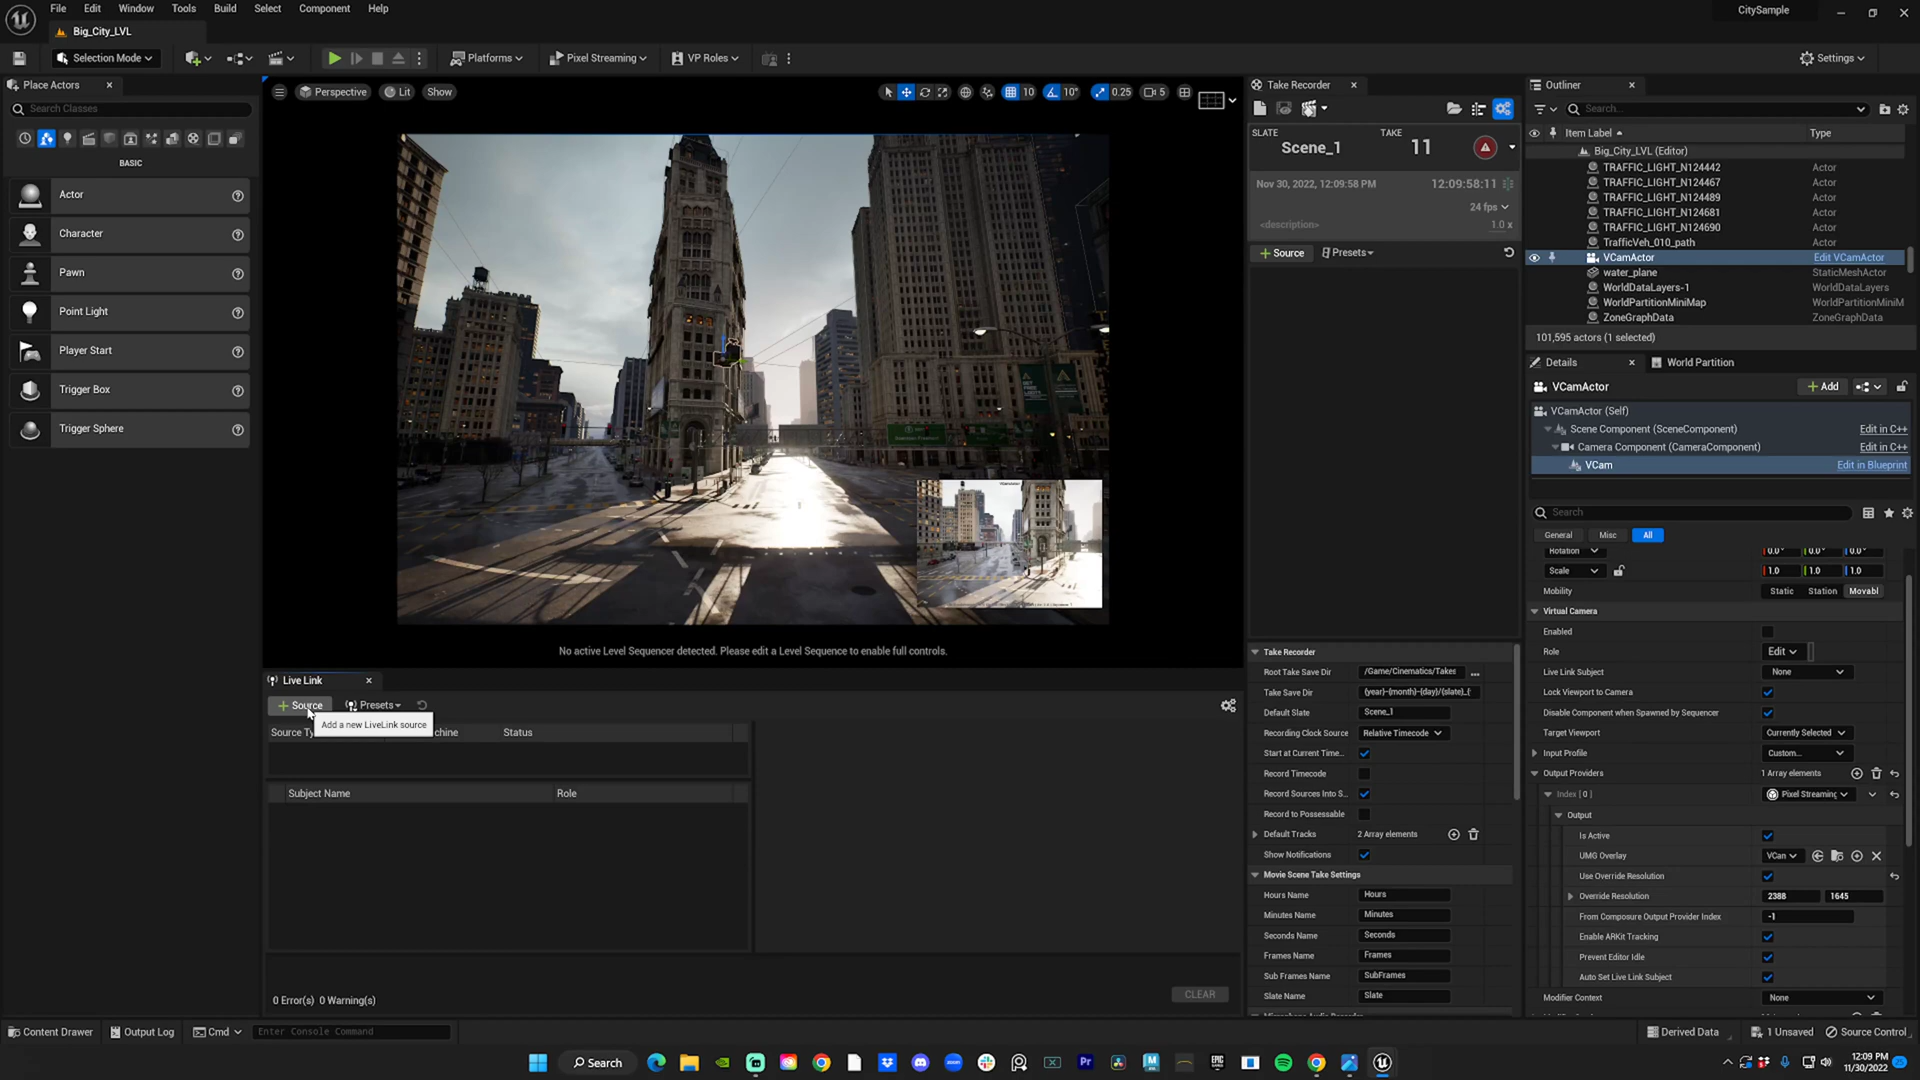 File Edit Window Tools Build Select Component Help
CitySample
Big_City_LVL
Selection Mode
Platforms
Pixel Streaming
VP Roles
Settings
Place Actors
Search Classes
BASIC
Actor
Character
Pawn
Point Light
Player Start
Trigger Box
Trigger Sphere
Perspective Lit Show
10 10° 0.25 5
No active Level Sequencer detected. Please edit a Level Sequence to enable full controls.
Live Link
Source Presets
Add a new LiveLink source
Status
Subject Name Role
0 Error(s) 0 Warning(s)
CLEAR
Take Recorder
SLATE TAKE
Scene_1 11
Nov 30, 2022, 12:09:58 PM 12:09:58:11
24 fps
<description> 1.0 x
Source Presets
Take Recorder
Root Take Save Dir /Game/Cinematics/Takes
Take Save Dir {year}-{month}-{day}/{slate}_{
Default Slate Scene_1
Recording Clock Source Relative Timecode
Start at Current Time...
Record Timecode
Record Sources Into S...
Record to Possessable
Default Tracks 2 Array elements
Show Notifications
Movie Scene Take Settings
Hours Name Hours
Minutes Name Minutes
Seconds Name Seconds
Frames Name Frames
Sub Frames Name SubFrames
Slate Name Slate
Outliner
Search...
Item Label Type
Big_City_LVL (Editor)
TRAFFIC_LIGHT_N124442 Actor
TRAFFIC_LIGHT_N124467 Actor
TRAFFIC_LIGHT_N124489 Actor
TRAFFIC_LIGHT_N124681 Actor
TRAFFIC_LIGHT_N124690 Actor
TrafficVeh_010_path Actor
VCamActor Edit VCamActor
water_plane StaticMeshActor
WorldDataLayers-1 WorldDataLayers
WorldPartitionMiniMap WorldPartitionMiniM
ZoneGraphData ZoneGraphData
101,595 actors (1 selected)
Details World Partition
VCamActor Add
VCamActor (Self)
Scene Component (SceneComponent) Edit in C++
Camera Component (CameraComponent) Edit in C++
VCam Edit in Blueprint
Search
General Misc All
Rotation 0.0° 0.0° 0.0°
Scale 1.0 1.0 1.0
Mobility Static Station Movabl
Virtual Camera
Enabled
Role Edit
Live Link Subject None
Lock Viewport to Camera
Disable Component when Spawned by Sequencer
Target Viewport Currently Selected
Input Profile Custom...
Output Providers 1 Array elements
Index [ 0 ] Pixel Streaming
Output
Is Active
UMG Overlay VCan
Use Override Resolution
Override Resolution 2388 1645
From Composure Output Provider Index -1
Enable ARKit Tracking
Prevent Editor Idle
Auto Set Live Link Subject
Modifier Context None
Content Drawer Output Log Cmd Enter Console Command
Derived Data 1 Unsaved Source Control
Search
12:09 PM
11/30/2022